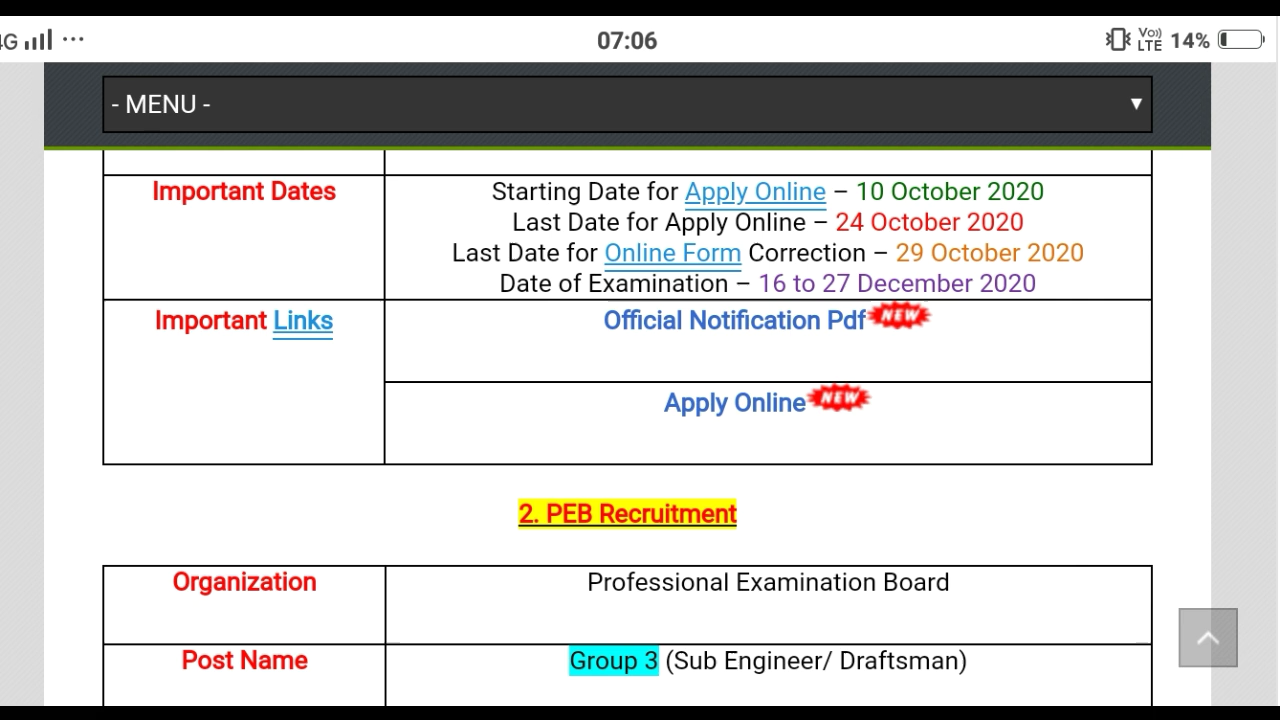 4G ... 07:06 Vo)) LTE 14%
- MENU - ▼
Important Dates
Starting Date for Apply Online – 10 October 2020
Last Date for Apply Online – 24 October 2020
Last Date for Online Form Correction – 29 October 2020
Date of Examination – 16 to 27 December 2020
Important Links
Official Notification Pdf NEW
Apply Online NEW
2. PEB Recruitment
Organization
Professional Examination Board
Post Name
Group 3 (Sub Engineer/ Draftsman)